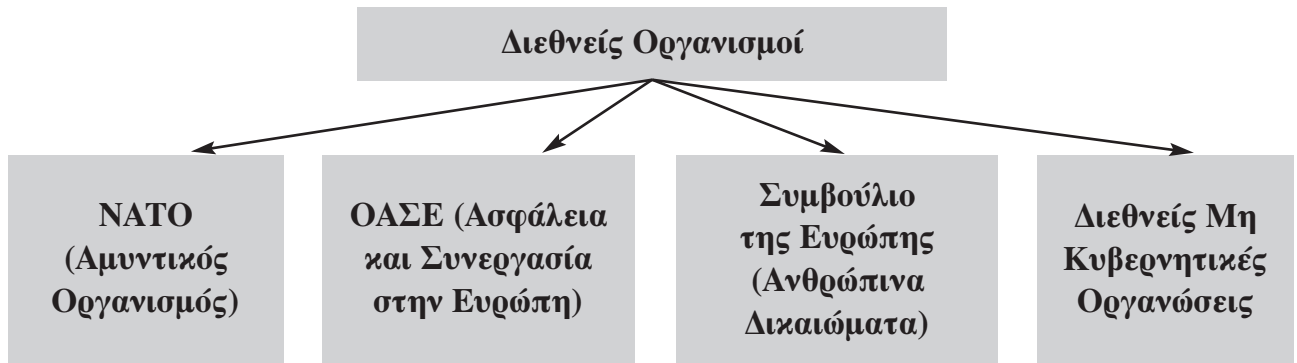 Διεθνείς Οργανισμοί
ΝΑΤΟ
(Αμυντικός
Οργανισμός)
ΟΑΣΕ (Ασφάλεια
και Συνεργασία
στην Ευρώπη)
Συμβούλιο
της Ευρώπης
(Ανθρώπινα
Δικαιώματα)
Διεθνείς Μη
Κυβερνητικές
Οργανώσεις